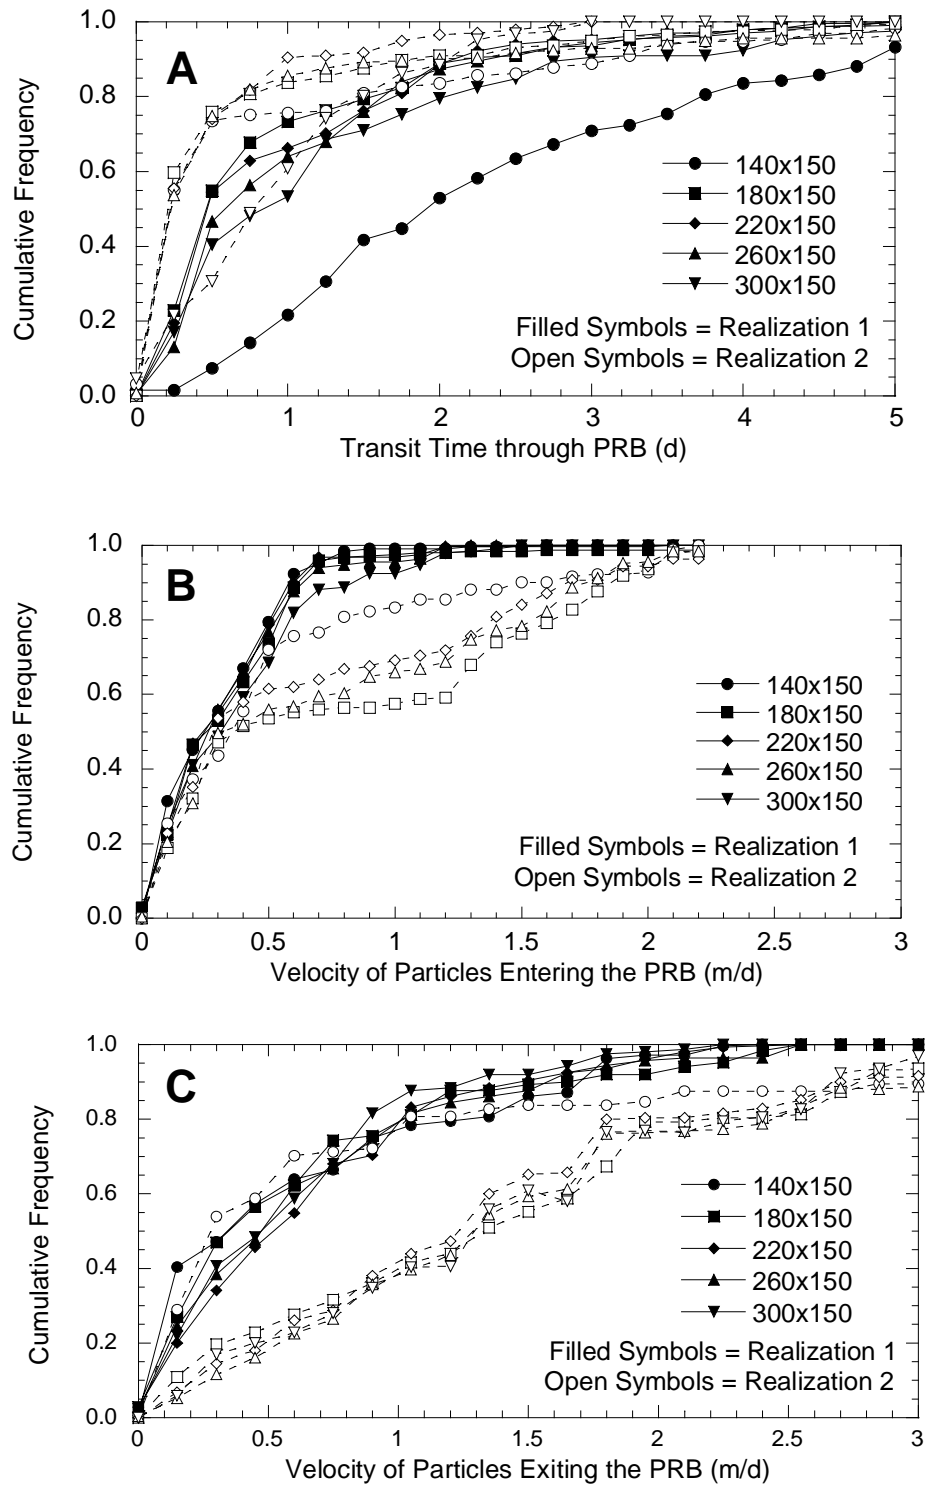 A
1.0
0.8
0.6
0.4
0.2
0.0
Cumulative Frequency
140x150
180x150
220x150
260x150
300x150
Filled Symbols = Realization 1
Open Symbols = Realization 2
0 1 2 3 4 5
Transit Time through PRB (d)
B
1.0
0.8
0.6
0.4
0.2
0.0
Cumulative Frequency
140x150
180x150
220x150
260x150
300x150
Filled Symbols = Realization 1
Open Symbols = Realization 2
0 0.5 1 1.5 2 2.5 3
Velocity of Particles Entering the PRB (m/d)
C
1.0
0.8
0.6
0.4
0.2
0.0
Cumulative Frequency
140x150
180x150
220x150
260x150
300x150
Filled Symbols = Realization 1
Open Symbols = Realization 2
0 0.5 1 1.5 2 2.5 3
Velocity of Particles Exiting the PRB (m/d)